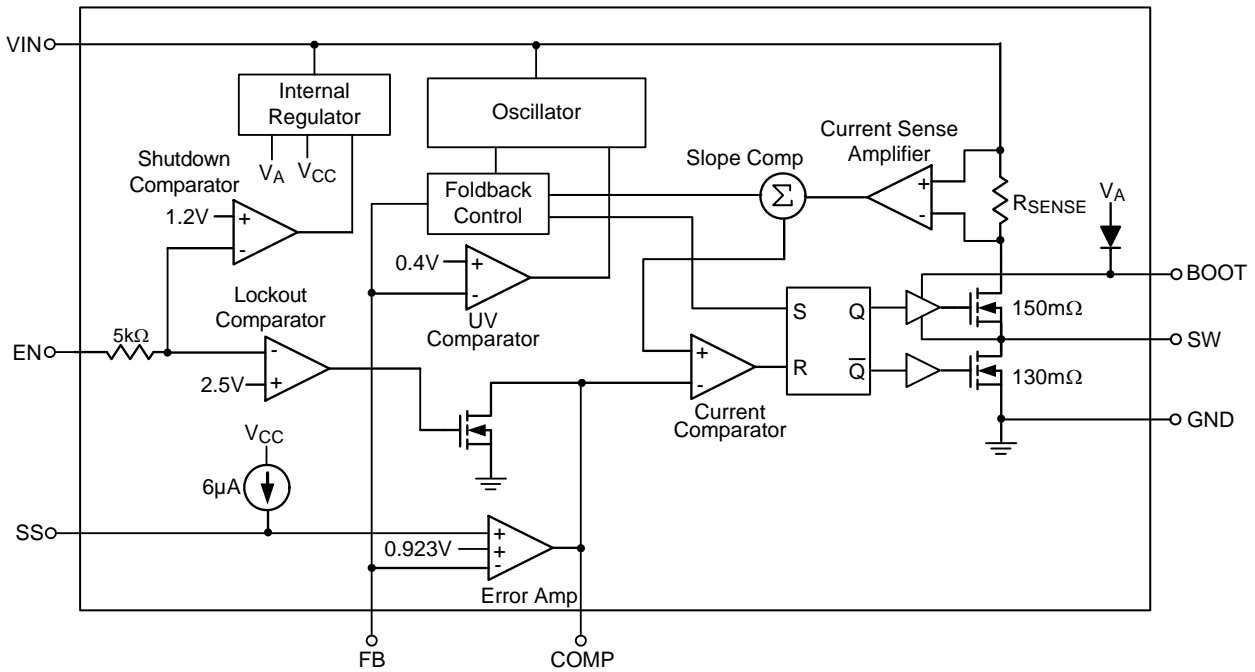 VIN
Internal
Regulator
Oscillator
Current Sense
Amplifier
Shutdown
Comparator
VA
VCC
Slope Comp
1.2V
+
-
Foldback
Control
Σ
+
-
RSENSE
VA
0.4V
+
-
BOOT
Lockout
Comparator
UV
Comparator
S
Q
150mΩ
5kΩ
EN
-
+
2.5V
+
-
R
Q̅
SW
130mΩ
Current
Comparator
GND
VCC
6µA
SS
0.923V
+
+
-
Error Amp
FB
COMP